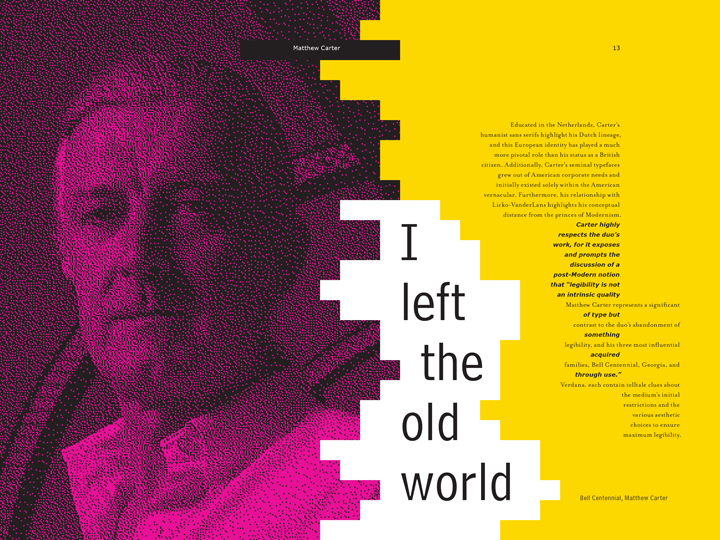 Matthew Carter
13
Educated in the Netherlands, Carter's
humanist sans serifs highlight his Dutch lineage,
and this European identity has played a much
more pivotal role than his status as a British
citizen. Additionally, Carter's seminal typefaces
grew out of American corporate needs and
initially existed solely within the American
vernacular. Furthermore, his relationship with
Licko-VanderLans highlights his conceptual
distance from the princes of Modernism.
Carter highly
respects the duo's
work, for it exposes
and prompts the
discussion of a
post-Modern notion
that "legibility is not
an intrinsic quality
Matthew Carter represents a significant
of type but
contrast to the duo's abandonment of
something
legibility, and his three most influential
acquired
families, Bell Centennial, Georgia, and
through use."
Verdana, each contain telltale clues about
the medium's initial
restrictions and the
various aesthetic
choices to ensure
maximum legibility.
I
left
the
old
world
Bell Centennial, Matthew Carter